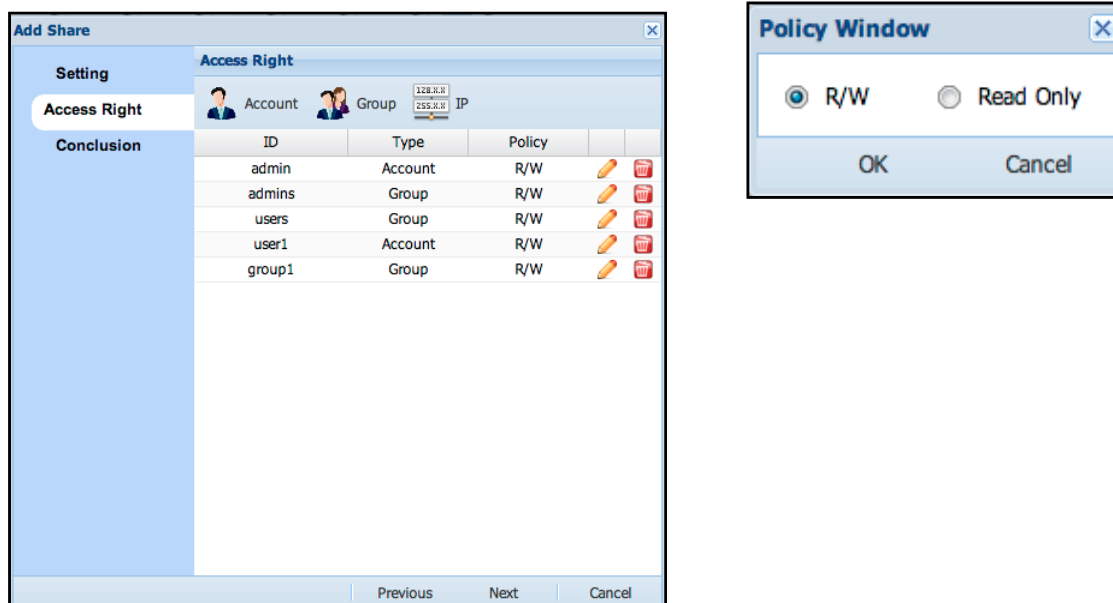 Add Share
Setting
Access Right
Conclusion
Access Right
Account Group 128.X.X 255.X.X IP
ID Type Policy
admin Account R/W
admins Group R/W
users Group R/W
user1 Account R/W
group1 Group R/W
Previous Next Cancel
Policy Window
R/W Read Only
OK Cancel